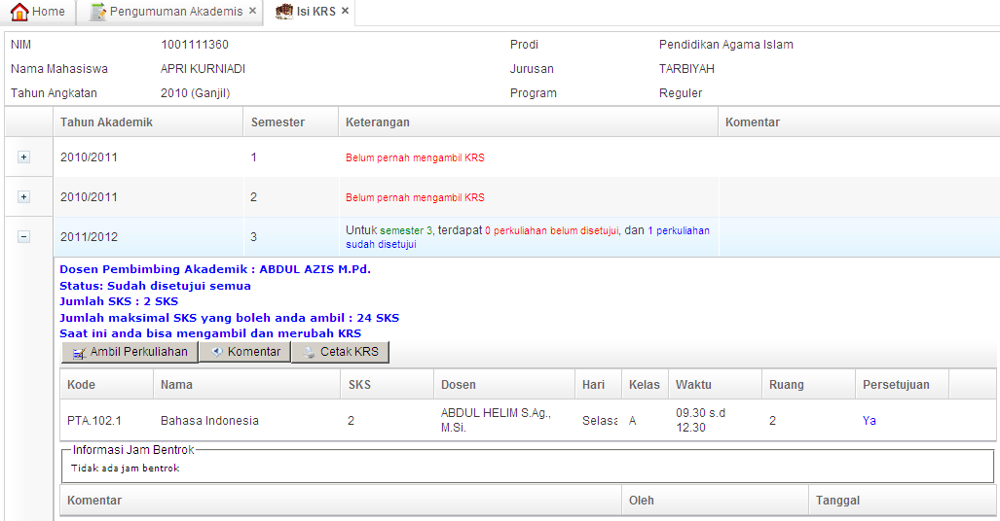 Home Pengumuman Akademis × Isi KRS ×
NIM 1001111360 Prodi Pendidikan Agama Islam
Nama Mahasiswa APRI KURNIADI Jurusan TARBIYAH
Tahun Angkatan 2010 (Ganjil) Program Reguler
Tahun Akademik Semester Keterangan Komentar
2010/2011 1 Belum pernah mengambil KRS
2010/2011 2 Belum pernah mengambil KRS
2011/2012 3 Untuk semester 3, terdapat 0 perkuliahan belum disetujui, dan 1 perkuliahan
sudah disetujui
Dosen Pembimbing Akademik : ABDUL AZIS M.Pd.
Status: Sudah disetujui semua
Jumlah SKS : 2 SKS
Jumlah maksimal SKS yang boleh anda ambil : 24 SKS
Saat ini anda bisa mengambil dan merubah KRS
Ambil Perkuliahan Komentar Cetak KRS
Kode Nama SKS Dosen Hari Kelas Waktu Ruang Persetujuan
PTA.102.1 Bahasa Indonesia 2 ABDUL HELIM S.Ag., M.Si. Selasa A 09.30 s.d 12.30 2 Ya
Informasi Jam Bentrok
Tidak ada jam bentrok
Komentar Oleh Tanggal